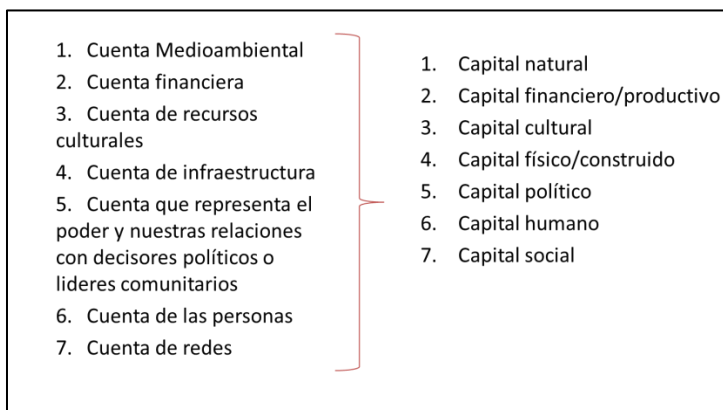 1. Cuenta Medioambiental
2. Cuenta financiera
3. Cuenta de recursos
culturales
4. Cuenta de infraestructura
5. Cuenta que representa el
poder y nuestras relaciones
con decisores políticos o
lideres comunitarios
6. Cuenta de las personas
7. Cuenta de redes
1. Capital natural
2. Capital financiero/productivo
3. Capital cultural
4. Capital físico/construido
5. Capital político
6. Capital humano
7. Capital social